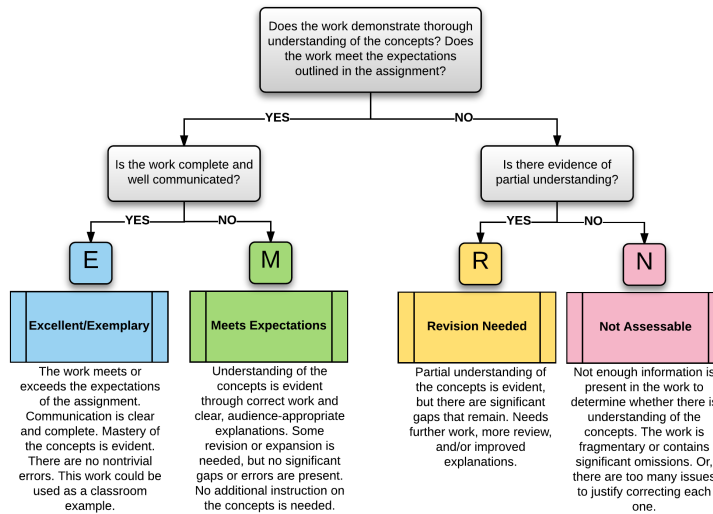 Does the work demonstrate thorough
understanding of the concepts? Does
the work meet the expectations
outlined in the assignment?
YES
NO
Is the work complete and
well communicated?
Is there evidence of
partial understanding?
YES
NO
YES
NO
E
M
R
N
Excellent/Exemplary
Meets Expectations
Revision Needed
Not Assessable
The work meets or
exceeds the expectations
of the assignment.
Communication is clear
and complete. Mastery of
the concepts is evident.
There are no nontrivial
errors. This work could be
used as a classroom
example.
Understanding of the
concepts is evident
through correct work and
clear, audience-appropriate
explanations. Some
revision or expansion is
needed, but no significant
gaps or errors are present.
No additional instruction on
the concepts is needed.
Partial understanding of
the concepts is evident,
but there are significant
gaps that remain. Needs
further work, more review,
and/or improved
explanations.
Not enough information is
present in the work to
determine whether there is
understanding of the
concepts. The work is
fragmentary or contains
significant omissions. Or,
there are too many issues
to justify correcting each
one.